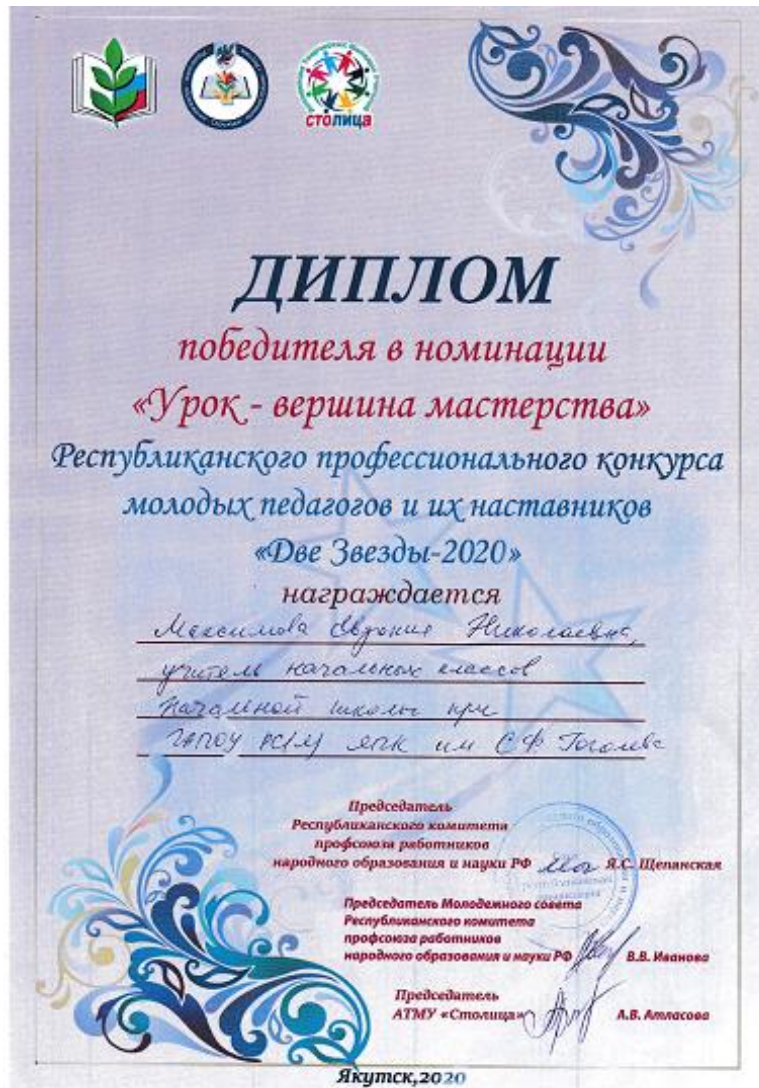 столица
ДИПЛОМ
победителя в номинации
«Урок - вершина мастерства»
Республиканского профессионального конкурса
молодых педагогов и их наставников
«Две Звезды-2020»
награждается
Максимова Евдокия Николаевна,
учитель начальных классов
Начальной школы при
ГАПОУ РС(Я) ЯПК им С.Ф. Гоголева
Председатель
Республиканского комитета
профсоюза работников
народного образования и науки РФ Я.С. Щепанская
Председатель Молодежного совета
Республиканского комитета
профсоюза работников
народного образования и науки РФ В.В. Иванова
Председатель
АТМУ «Столица» А.В. Атласова
Якутск,2020